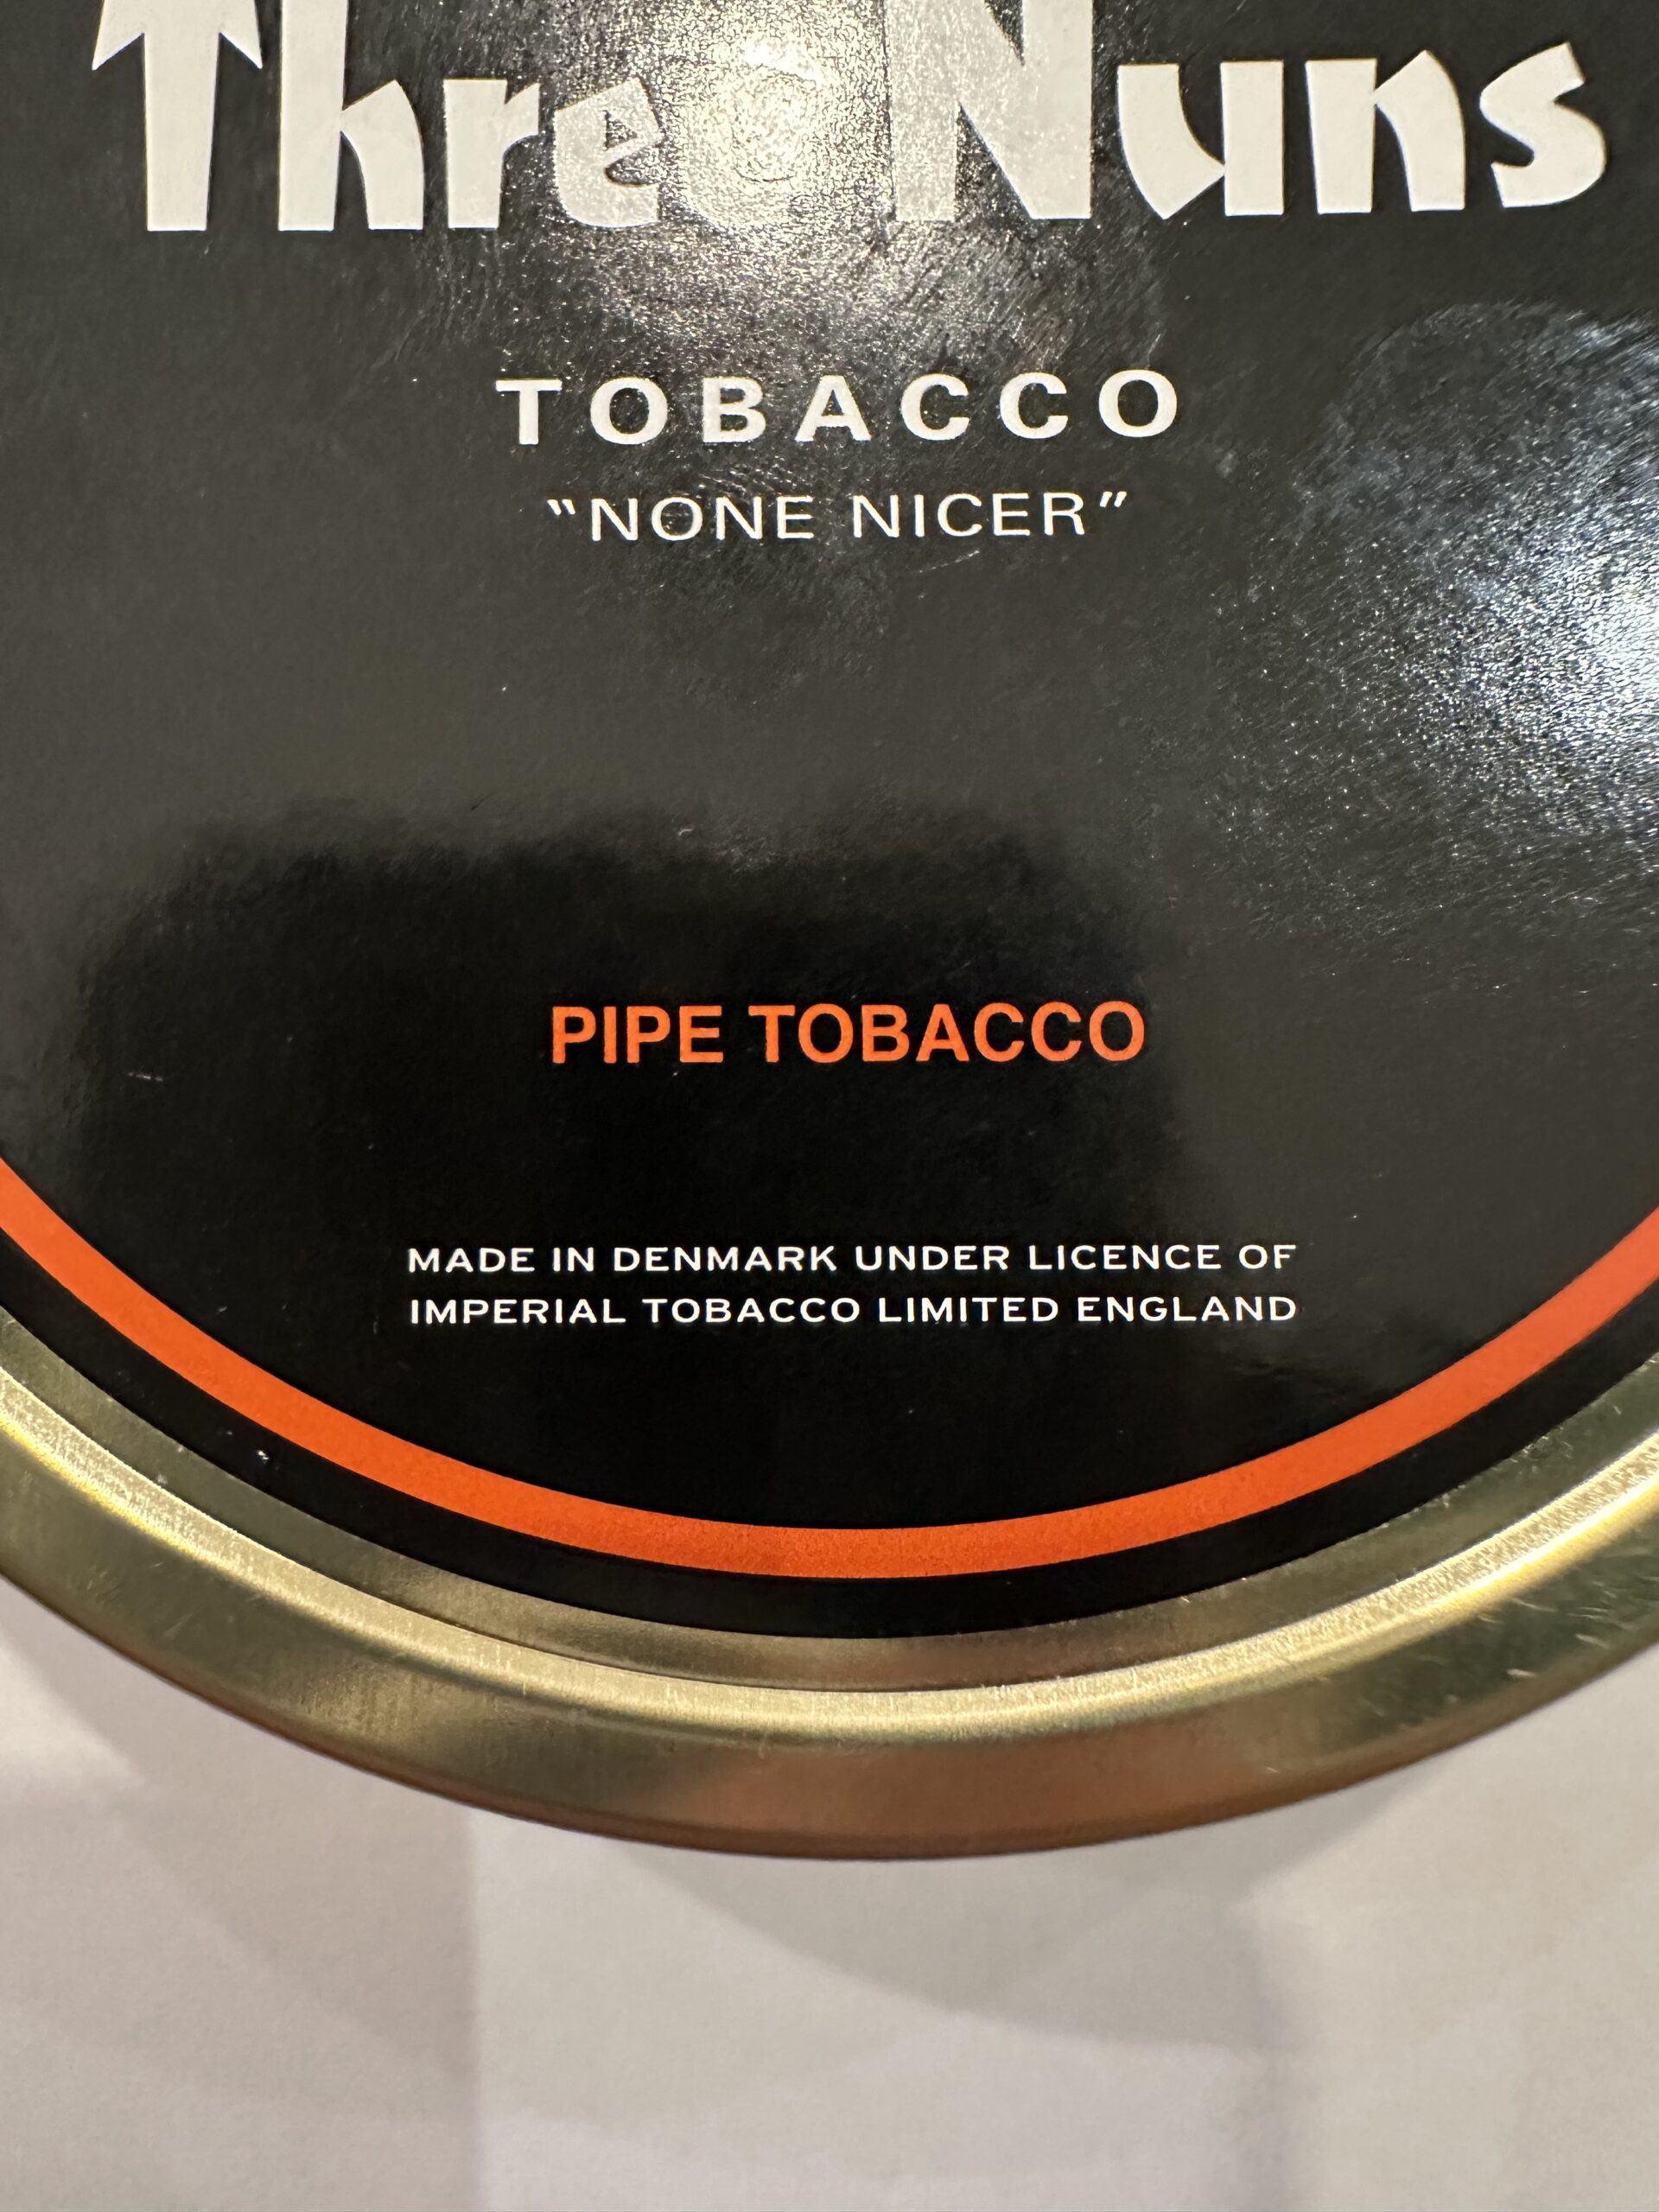 Three Nuns
TOBACCO
"NONE NICER"
PIPE TOBACCO
MADE IN DENMARK UNDER LICENCE OF
IMPERIAL TOBACCO LIMITED ENGLAND